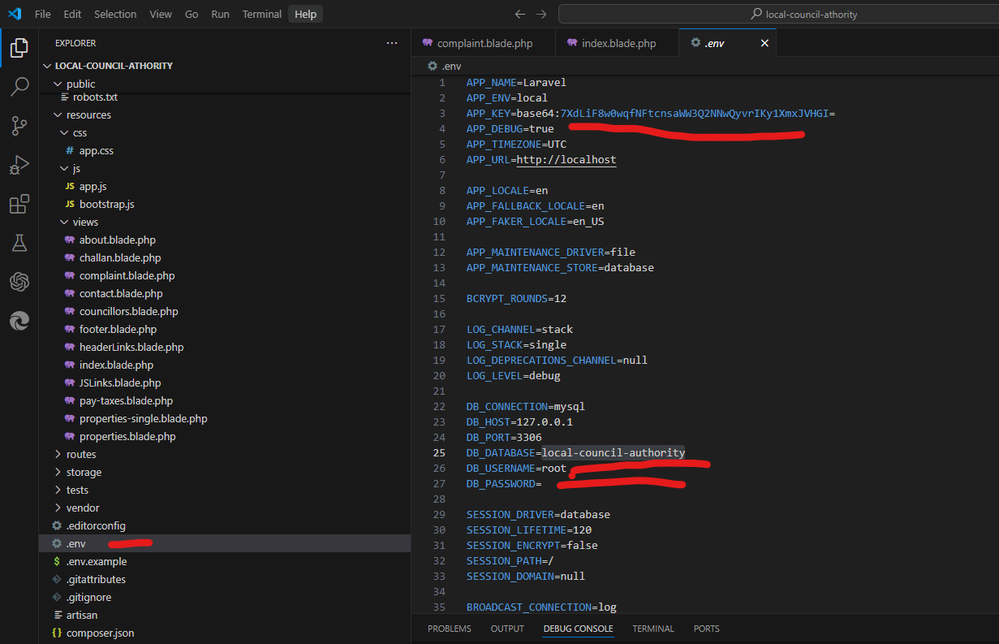 File Edit Selection View Go Run Terminal Help
local-council-athority
EXPLORER
LOCAL-COUNCIL-ATHORITY
public
robots.txt
resources
css
# app.css
js
JS app.js
JS bootstrap.js
views
about.blade.php
challan.blade.php
complaint.blade.php
contact.blade.php
councillors.blade.php
footer.blade.php
headerLinks.blade.php
index.blade.php
JSLinks.blade.php
pay-taxes.blade.php
properties-single.blade.php
properties.blade.php
routes
storage
tests
vendor
.editorconfig
.env
$ .env.example
.gitattributes
.gitignore
artisan
{} composer.json
complaint.blade.php index.blade.php .env
.env
1 APP_NAME=Laravel
2 APP_ENV=local
3 APP_KEY=base64:7XdLiF8w0wqfNFtcnsaWW3Q2NNwQyvrIKy1XmxJVHGI=
4 APP_DEBUG=true
5 APP_TIMEZONE=UTC
6 APP_URL=http://localhost
7
8 APP_LOCALE=en
9 APP_FALLBACK_LOCALE=en
10 APP_FAKER_LOCALE=en_US
11
12 APP_MAINTENANCE_DRIVER=file
13 APP_MAINTENANCE_STORE=database
14
15 BCRYPT_ROUNDS=12
16
17 LOG_CHANNEL=stack
18 LOG_STACK=single
19 LOG_DEPRECATIONS_CHANNEL=null
20 LOG_LEVEL=debug
21
22 DB_CONNECTION=mysql
23 DB_HOST=127.0.0.1
24 DB_PORT=3306
25 DB_DATABASE=local-council-authority
26 DB_USERNAME=root
27 DB_PASSWORD=
28
29 SESSION_DRIVER=database
30 SESSION_LIFETIME=120
31 SESSION_ENCRYPT=false
32 SESSION_PATH=/
33 SESSION_DOMAIN=null
34
35 BROADCAST_CONNECTION=log
PROBLEMS OUTPUT DEBUG CONSOLE TERMINAL PORTS